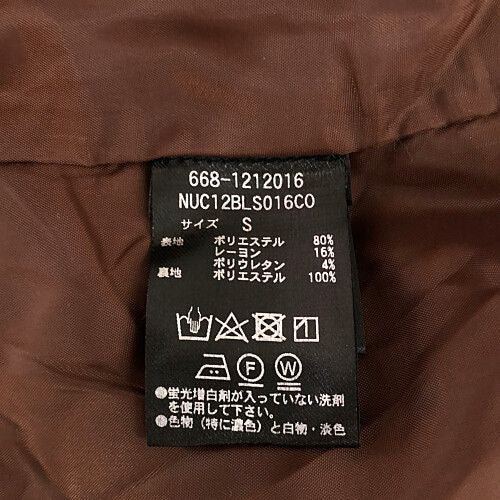 668-1212016
NUC12BLS016CO
サイズ S
表地 ポリエステル 80%
レーヨン 16%
ポリウレタン 4%
裏地 ポリエステル 100%
F W
●蛍光増白剤が入っていない洗剤
を使用して下さい。
●色物(特に濃色)と白物・淡色